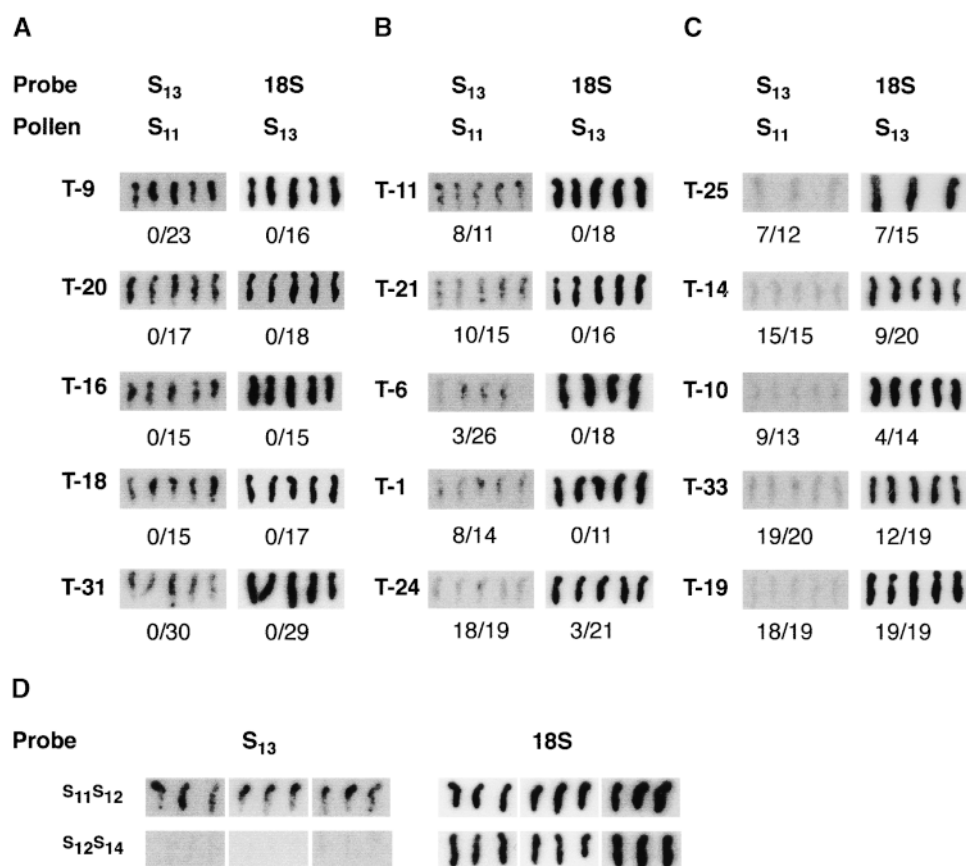 A B C
Probe S13 18S S13 18S S13 18S
Pollen S11 S13 S11 S13 S11 S13
T-9 T-11 T-25
0/23 0/16 8/11 0/18 7/12 7/15
T-20 T-21 T-14
0/17 0/18 10/15 0/16 15/15 9/20
T-16 T-6 T-10
0/15 0/15 3/26 0/18 9/13 4/14
T-18 T-1 T-33
0/15 0/17 8/14 0/11 19/20 12/19
T-31 T-24 T-19
0/30 0/29 18/19 3/21 18/19 19/19
D
Probe S13 18S
S11S12
S12S14